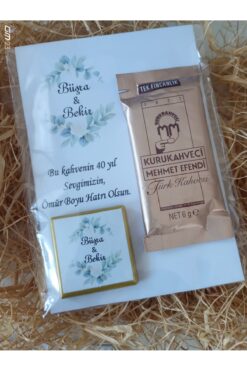 Büşra
&
Bekir
Bu kahvenin 40 yıl
Sevgimizin,
Ömür Boyu Hatrı Olsun.
Büşra
&
Bekir
TEK FİNCANLIK
KURUKAHVECİ
MEHMET EFENDİ
Türk Kahvesi
NET 6 g e